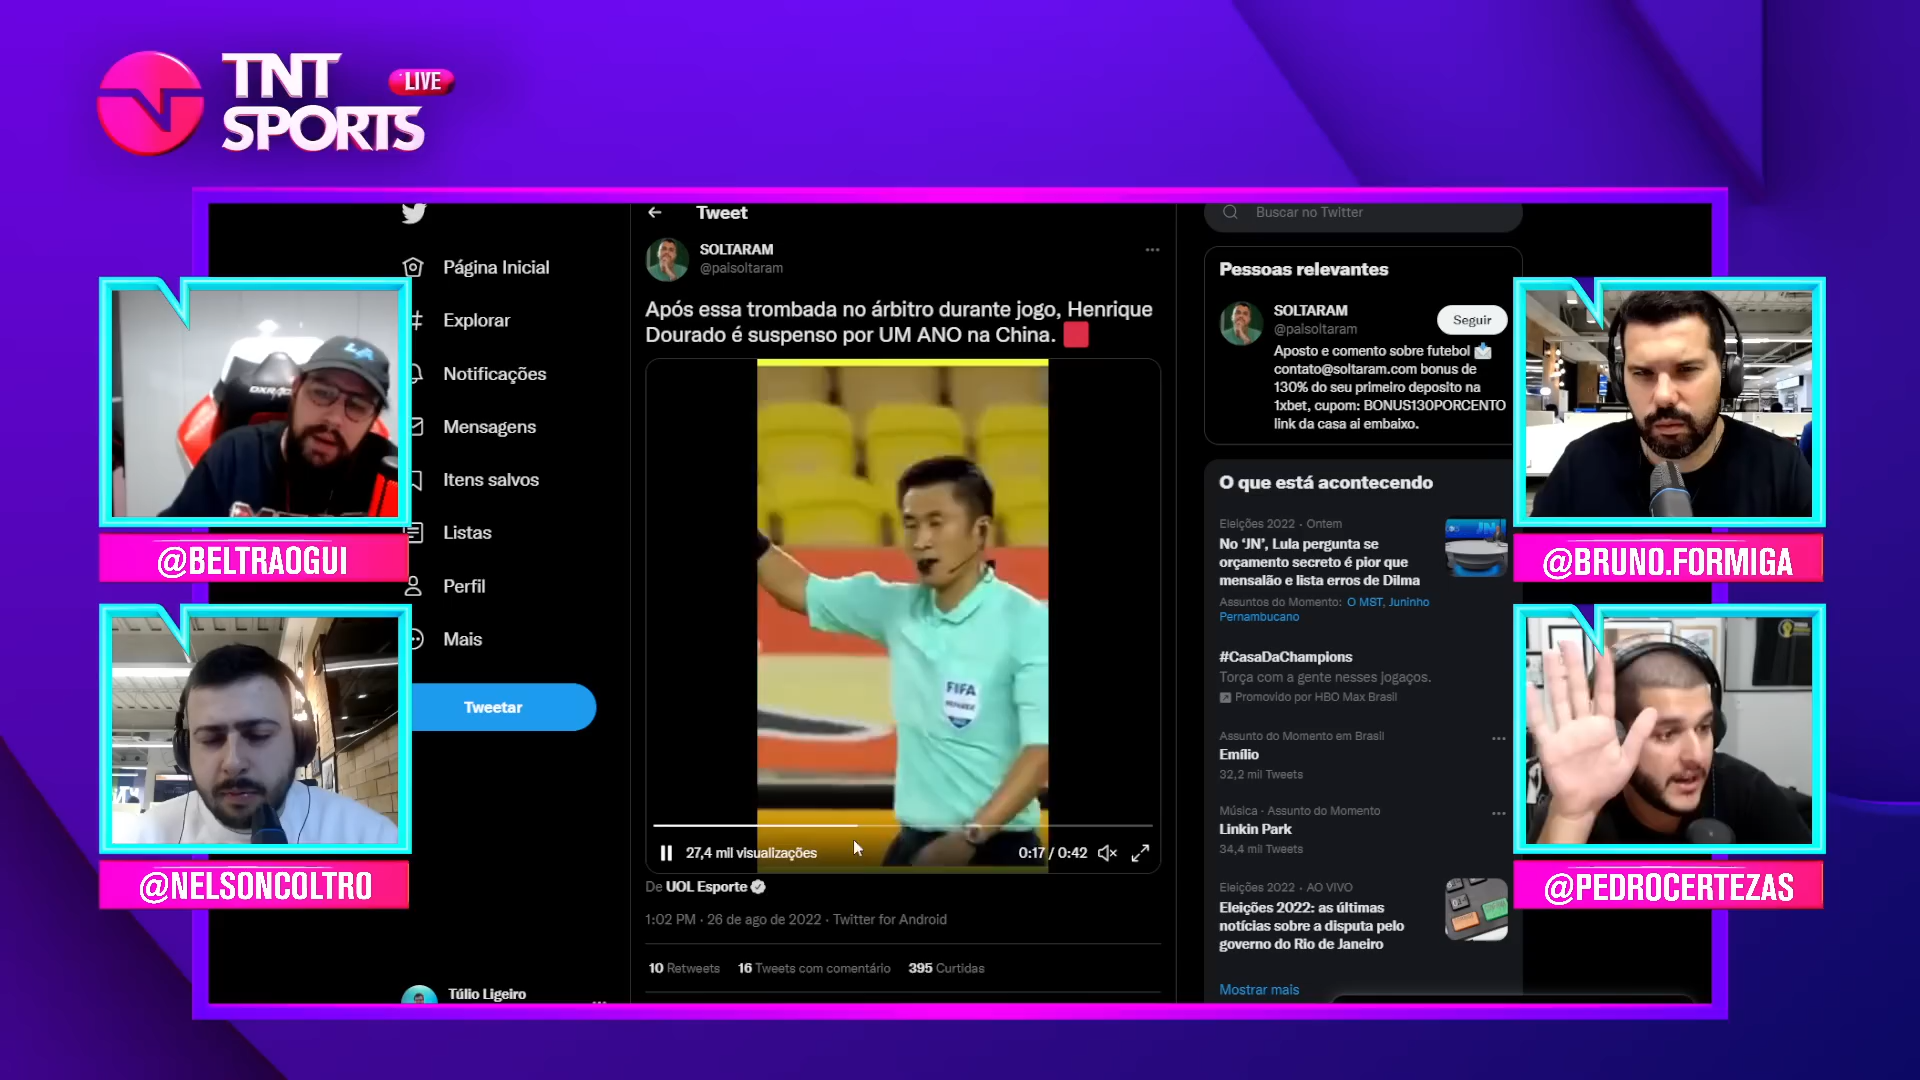 TNT
SPORTS
LIVE
Tweet
Buscar no Twitter
Página Inicial
Explorar
Notificações
Mensagens
Itens salvos
Listas
Perfil
Mais
Tweetar
Túlio Ligeiro
SOLTARAM
@paisoltaram
Após essa trombada no árbitro durante jogo, Henrique
Dourado é suspenso por UM ANO na China.
FIFA
27,4 mil visualizações
0:17 / 0:42
De UOL Esporte
1:02 PM · 26 de ago de 2022 · Twitter for Android
10 Retweets 16 Tweets com comentário 395 Curtidas
Pessoas relevantes
SOLTARAM
@paisoltaram
Seguir
Aposto e comento sobre futebol
contato@soltaram.com bonus de
130% do seu primeiro deposito na
1xbet, cupom: BONUS130PORCENTO
link da casa ai embaixo.
O que está acontecendo
Eleições 2022 · Ontem
No ‘JN’, Lula pergunta se
orçamento secreto é pior que
mensalão e lista erros de Dilma
Assuntos do Momento: O MST, Juninho
Pernambucano
#CasaDaChampions
Torça com a gente nesses jogaços.
Promovido por HBO Max Brasil
Assunto do Momento em Brasil
Emílio
32,2 mil Tweets
Música · Assunto do Momento
Linkin Park
34,4 mil Tweets
Eleições 2022 · AO VIVO
Eleições 2022: as últimas
notícias sobre a disputa pelo
governo do Rio de Janeiro
Mostrar mais
@BELTRAOGUI
@NELSONCOLTRO
@BRUNO.FORMIGA
@PEDROCERTEZAS